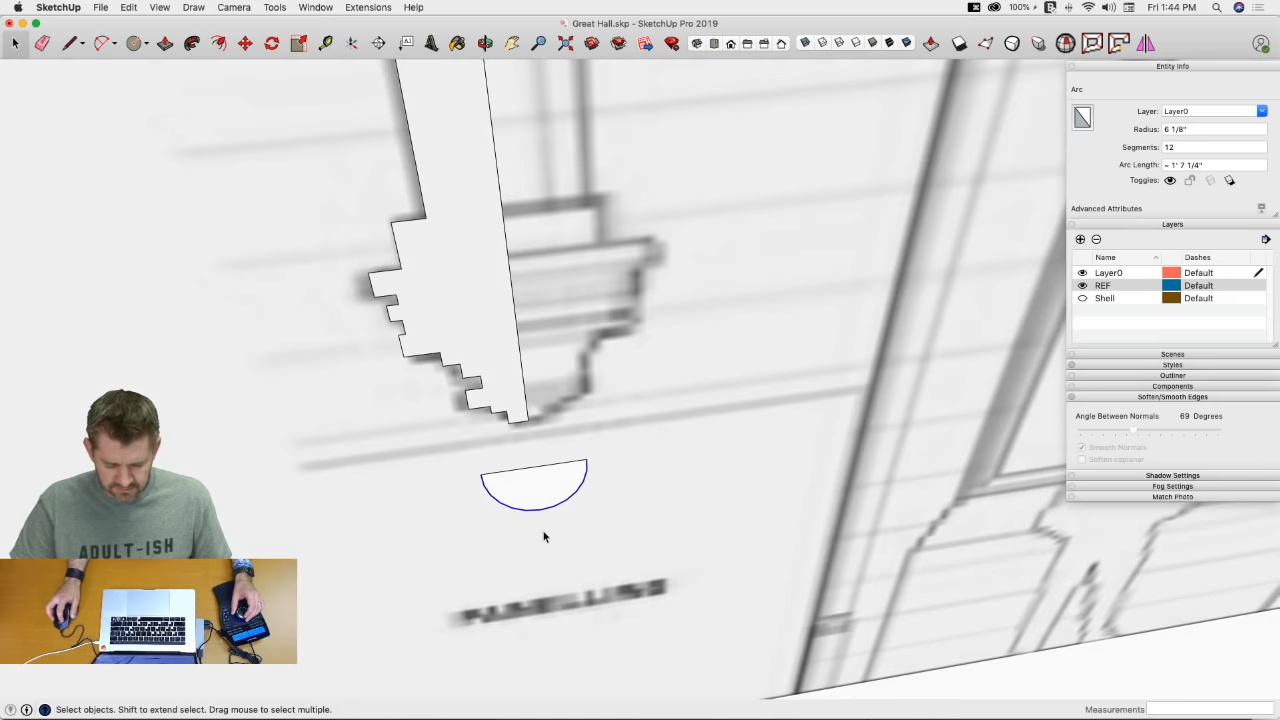 SketchUp File Edit View Draw Camera Tools Window Extensions Help
100% Fri 1:44 PM
Great Hall.skp - SketchUp Pro 2019
Entity Info
Arc
Layer: Layer0
Radius: 6 1/8"
Segments: 12
Arc Length: ~ 1' 7 1/4"
Toggles:
Advanced Attributes
Layers
Name Dashes
Layer0 Default
REF Default
Shell Default
Scenes
Styles
Outliner
Components
Soften/Smooth Edges
Angle Between Normals 69 Degrees
Smooth Normals
Soften coplanar
Shadow Settings
Fog Settings
Match Photo
ADULT-ISH
Select objects. Shift to extend select. Drag mouse to select multiple.
Measurements